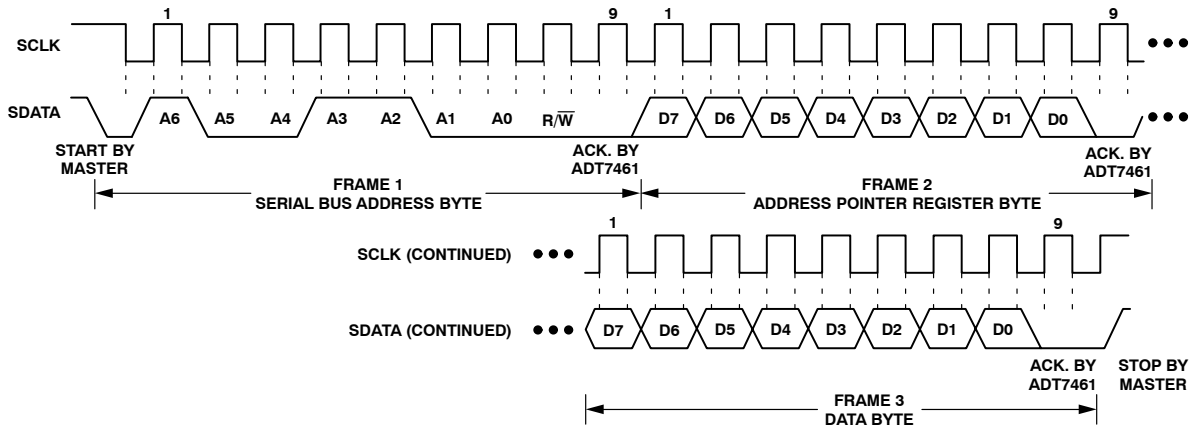 1 9 1 9
SCLK
SDATA A6 A5 A4 A3 A2 A1 A0 R/W̅ D7 D6 D5 D4 D3 D2 D1 D0
START BY MASTER
ACK. BY ADT7461
ACK. BY ADT7461
FRAME 1
SERIAL BUS ADDRESS BYTE
FRAME 2
ADDRESS POINTER REGISTER BYTE
1 9
SCLK (CONTINUED)
SDATA (CONTINUED) D7 D6 D5 D4 D3 D2 D1 D0
ACK. BY ADT7461
STOP BY MASTER
FRAME 3
DATA BYTE